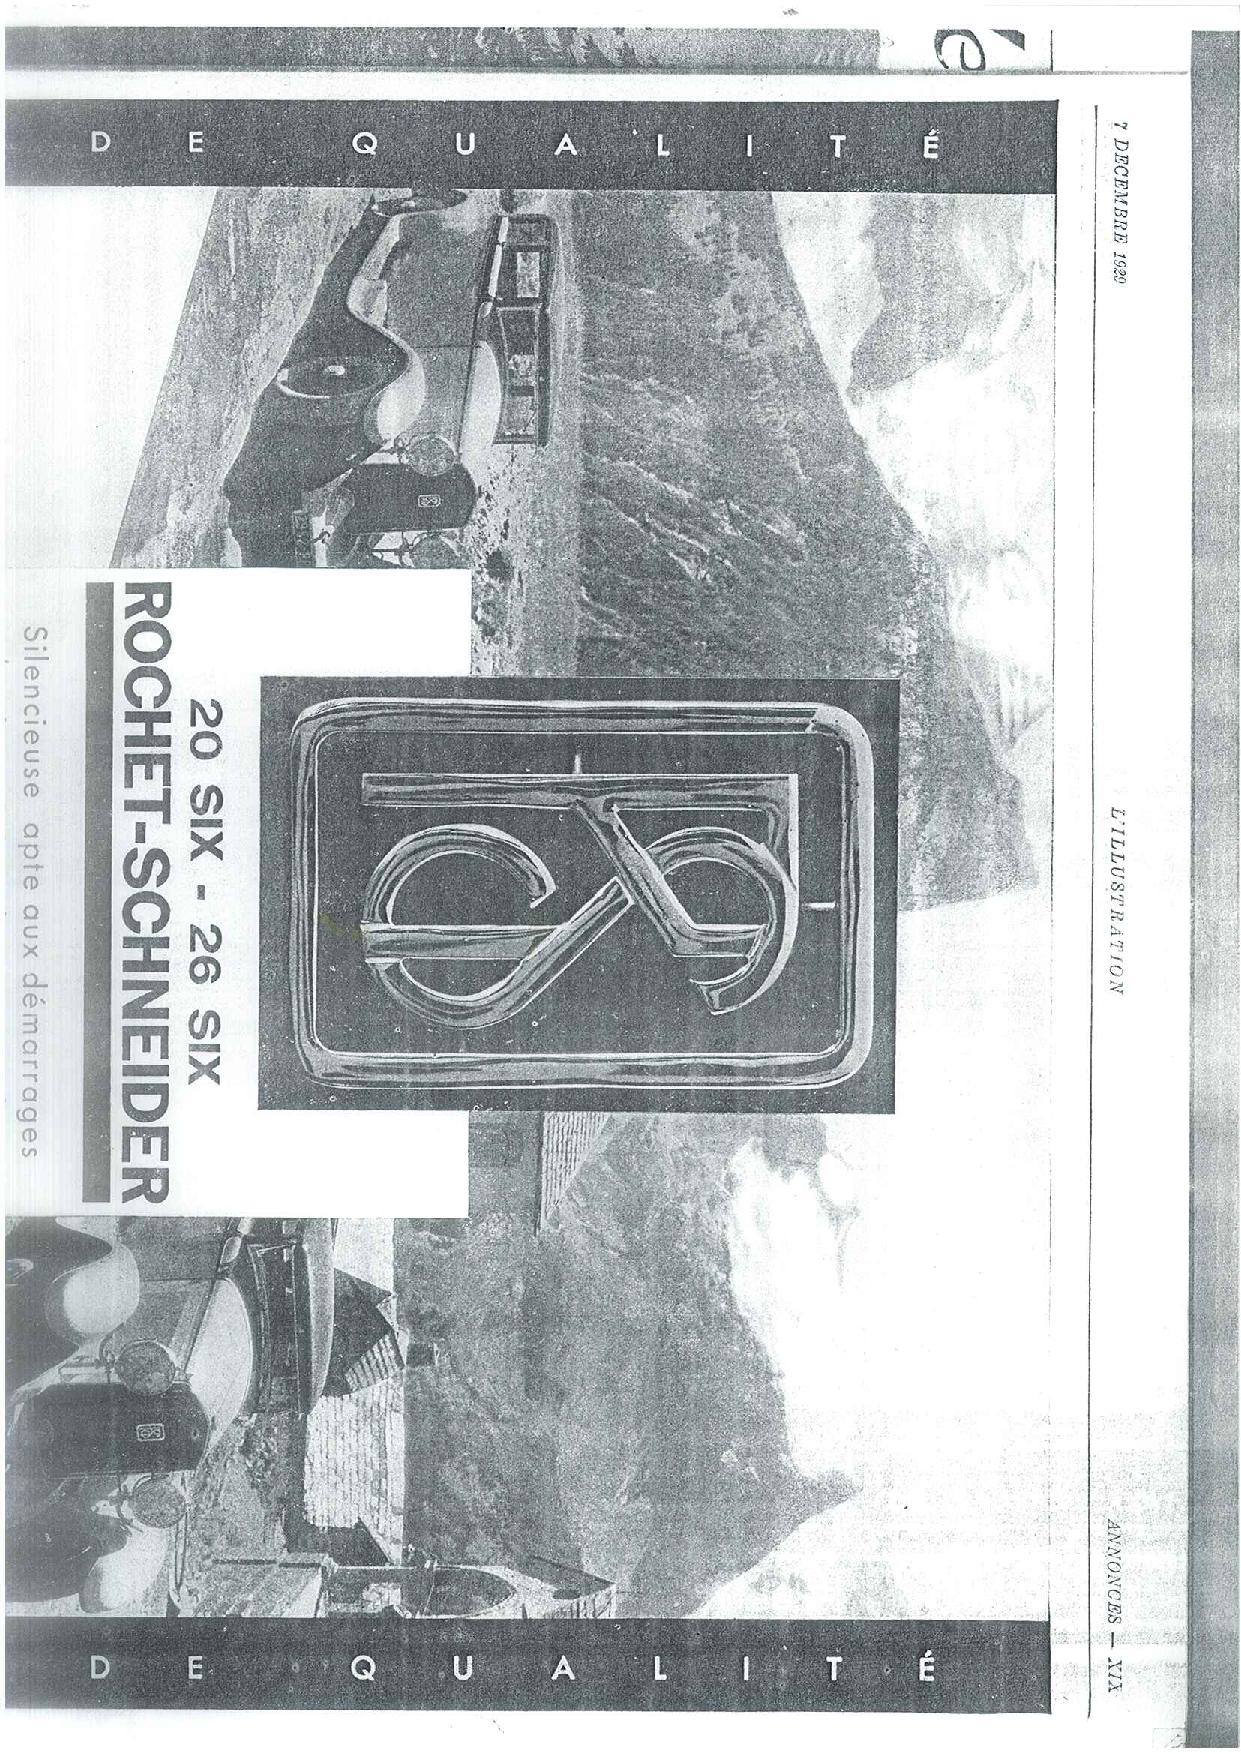 7 DECEMBRE 1929
L'ILLUSTRATION
ANNONCES — XIX
DE QUALITÉ
RS
20 SIX - 26 SIX
ROCHET-SCHNEIDER
Silencieuse apte aux démarrages
DE QUALITÉ